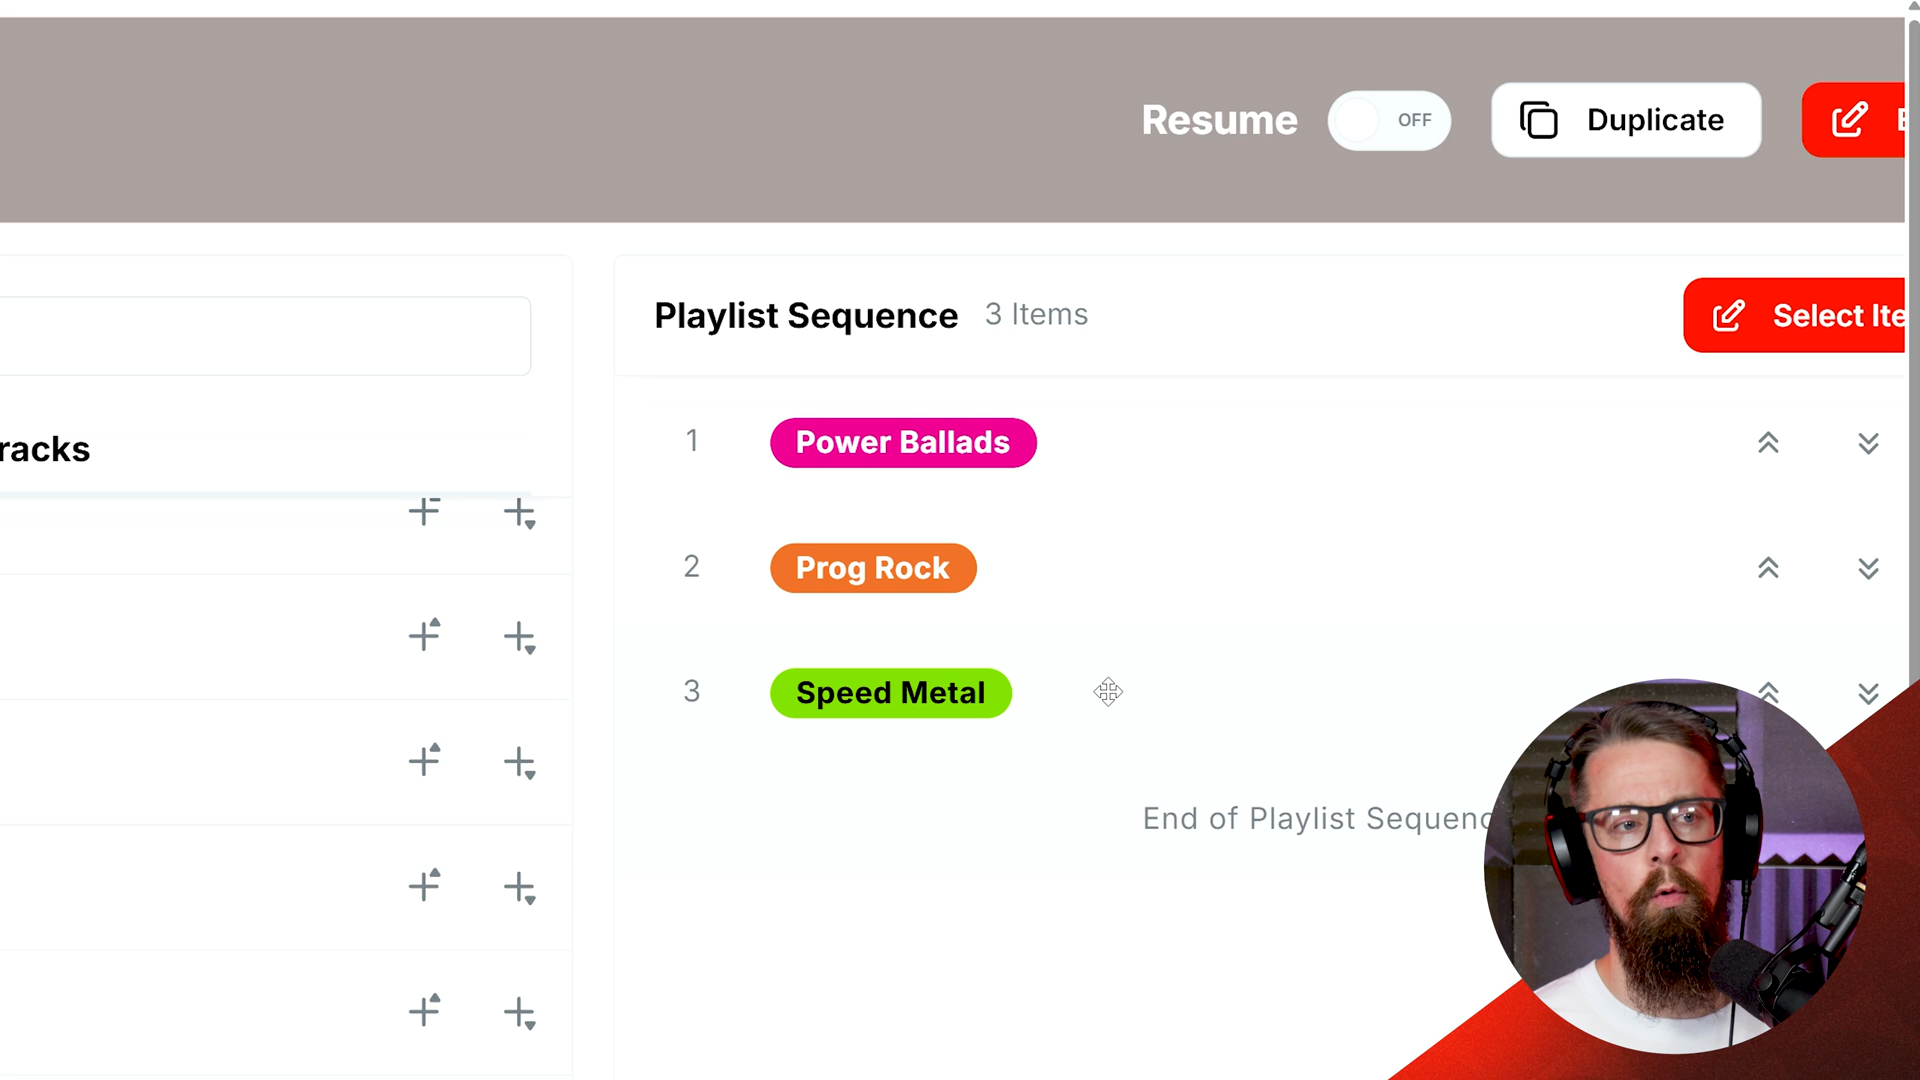 Resume OFF Duplicate
Playlist Sequence 3 Items Select Ite
racks
1 Power Ballads
2 Prog Rock
3 Speed Metal
End of Playlist Sequenc